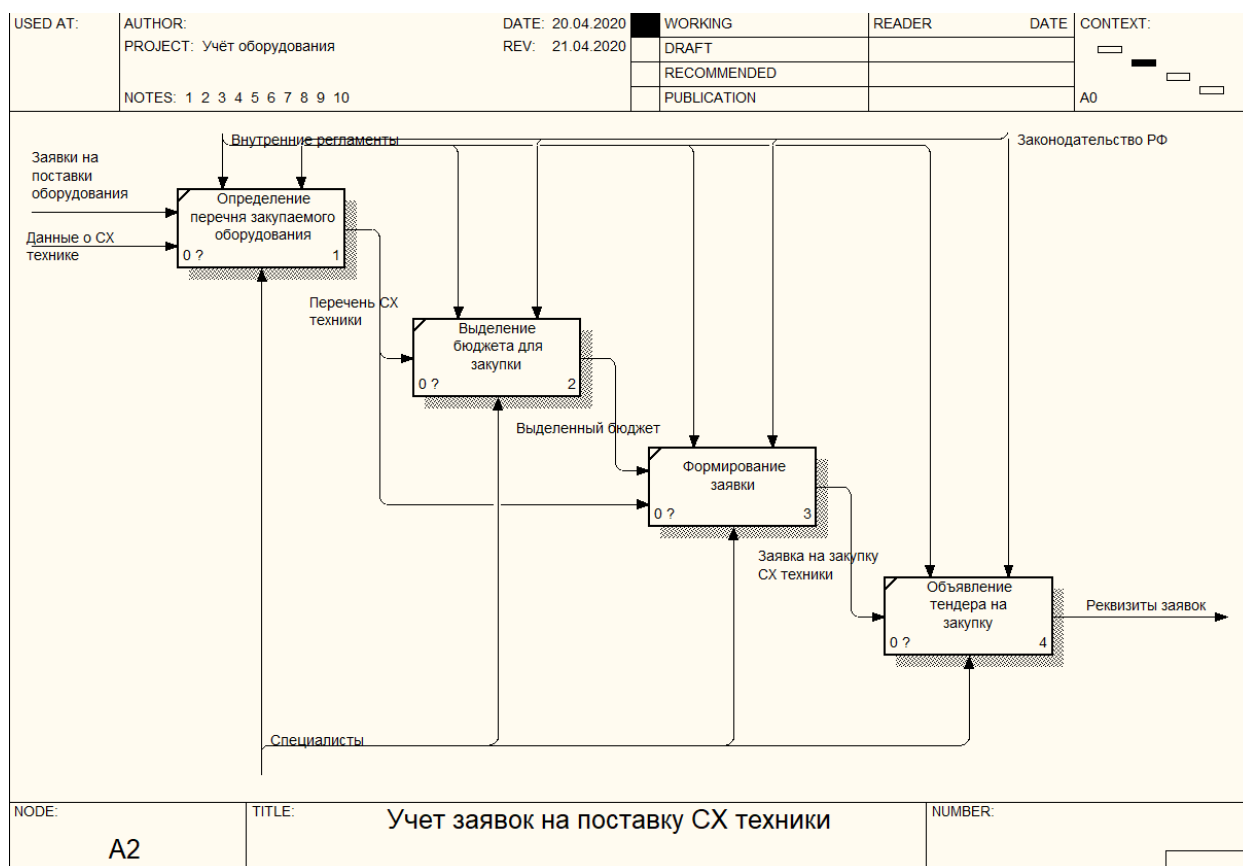 USED AT:
AUTHOR:
DATE: 20.04.2020
WORKING
READER
DATE
CONTEXT:
PROJECT: Учёт оборудования
REV: 21.04.2020
DRAFT
RECOMMENDED
NOTES: 1 2 3 4 5 6 7 8 9 10
PUBLICATION
A0
Внутренние регламенты
Законодательство РФ
Заявки на
поставки
оборудования
Данные о СХ
технике
Определение
перечня закупаемого
оборудования
0 ?
1
Перечень СХ
техники
Выделение
бюджета для
закупки
0 ?
2
Выделенный бюджет
Формирование
заявки
0 ?
3
Заявка на закупку
СХ техники
Объявление
тендера на
закупку
0 ?
4
Реквизиты заявок
Специалисты
NODE:
A2
TITLE:
Учет заявок на поставку СХ техники
NUMBER: